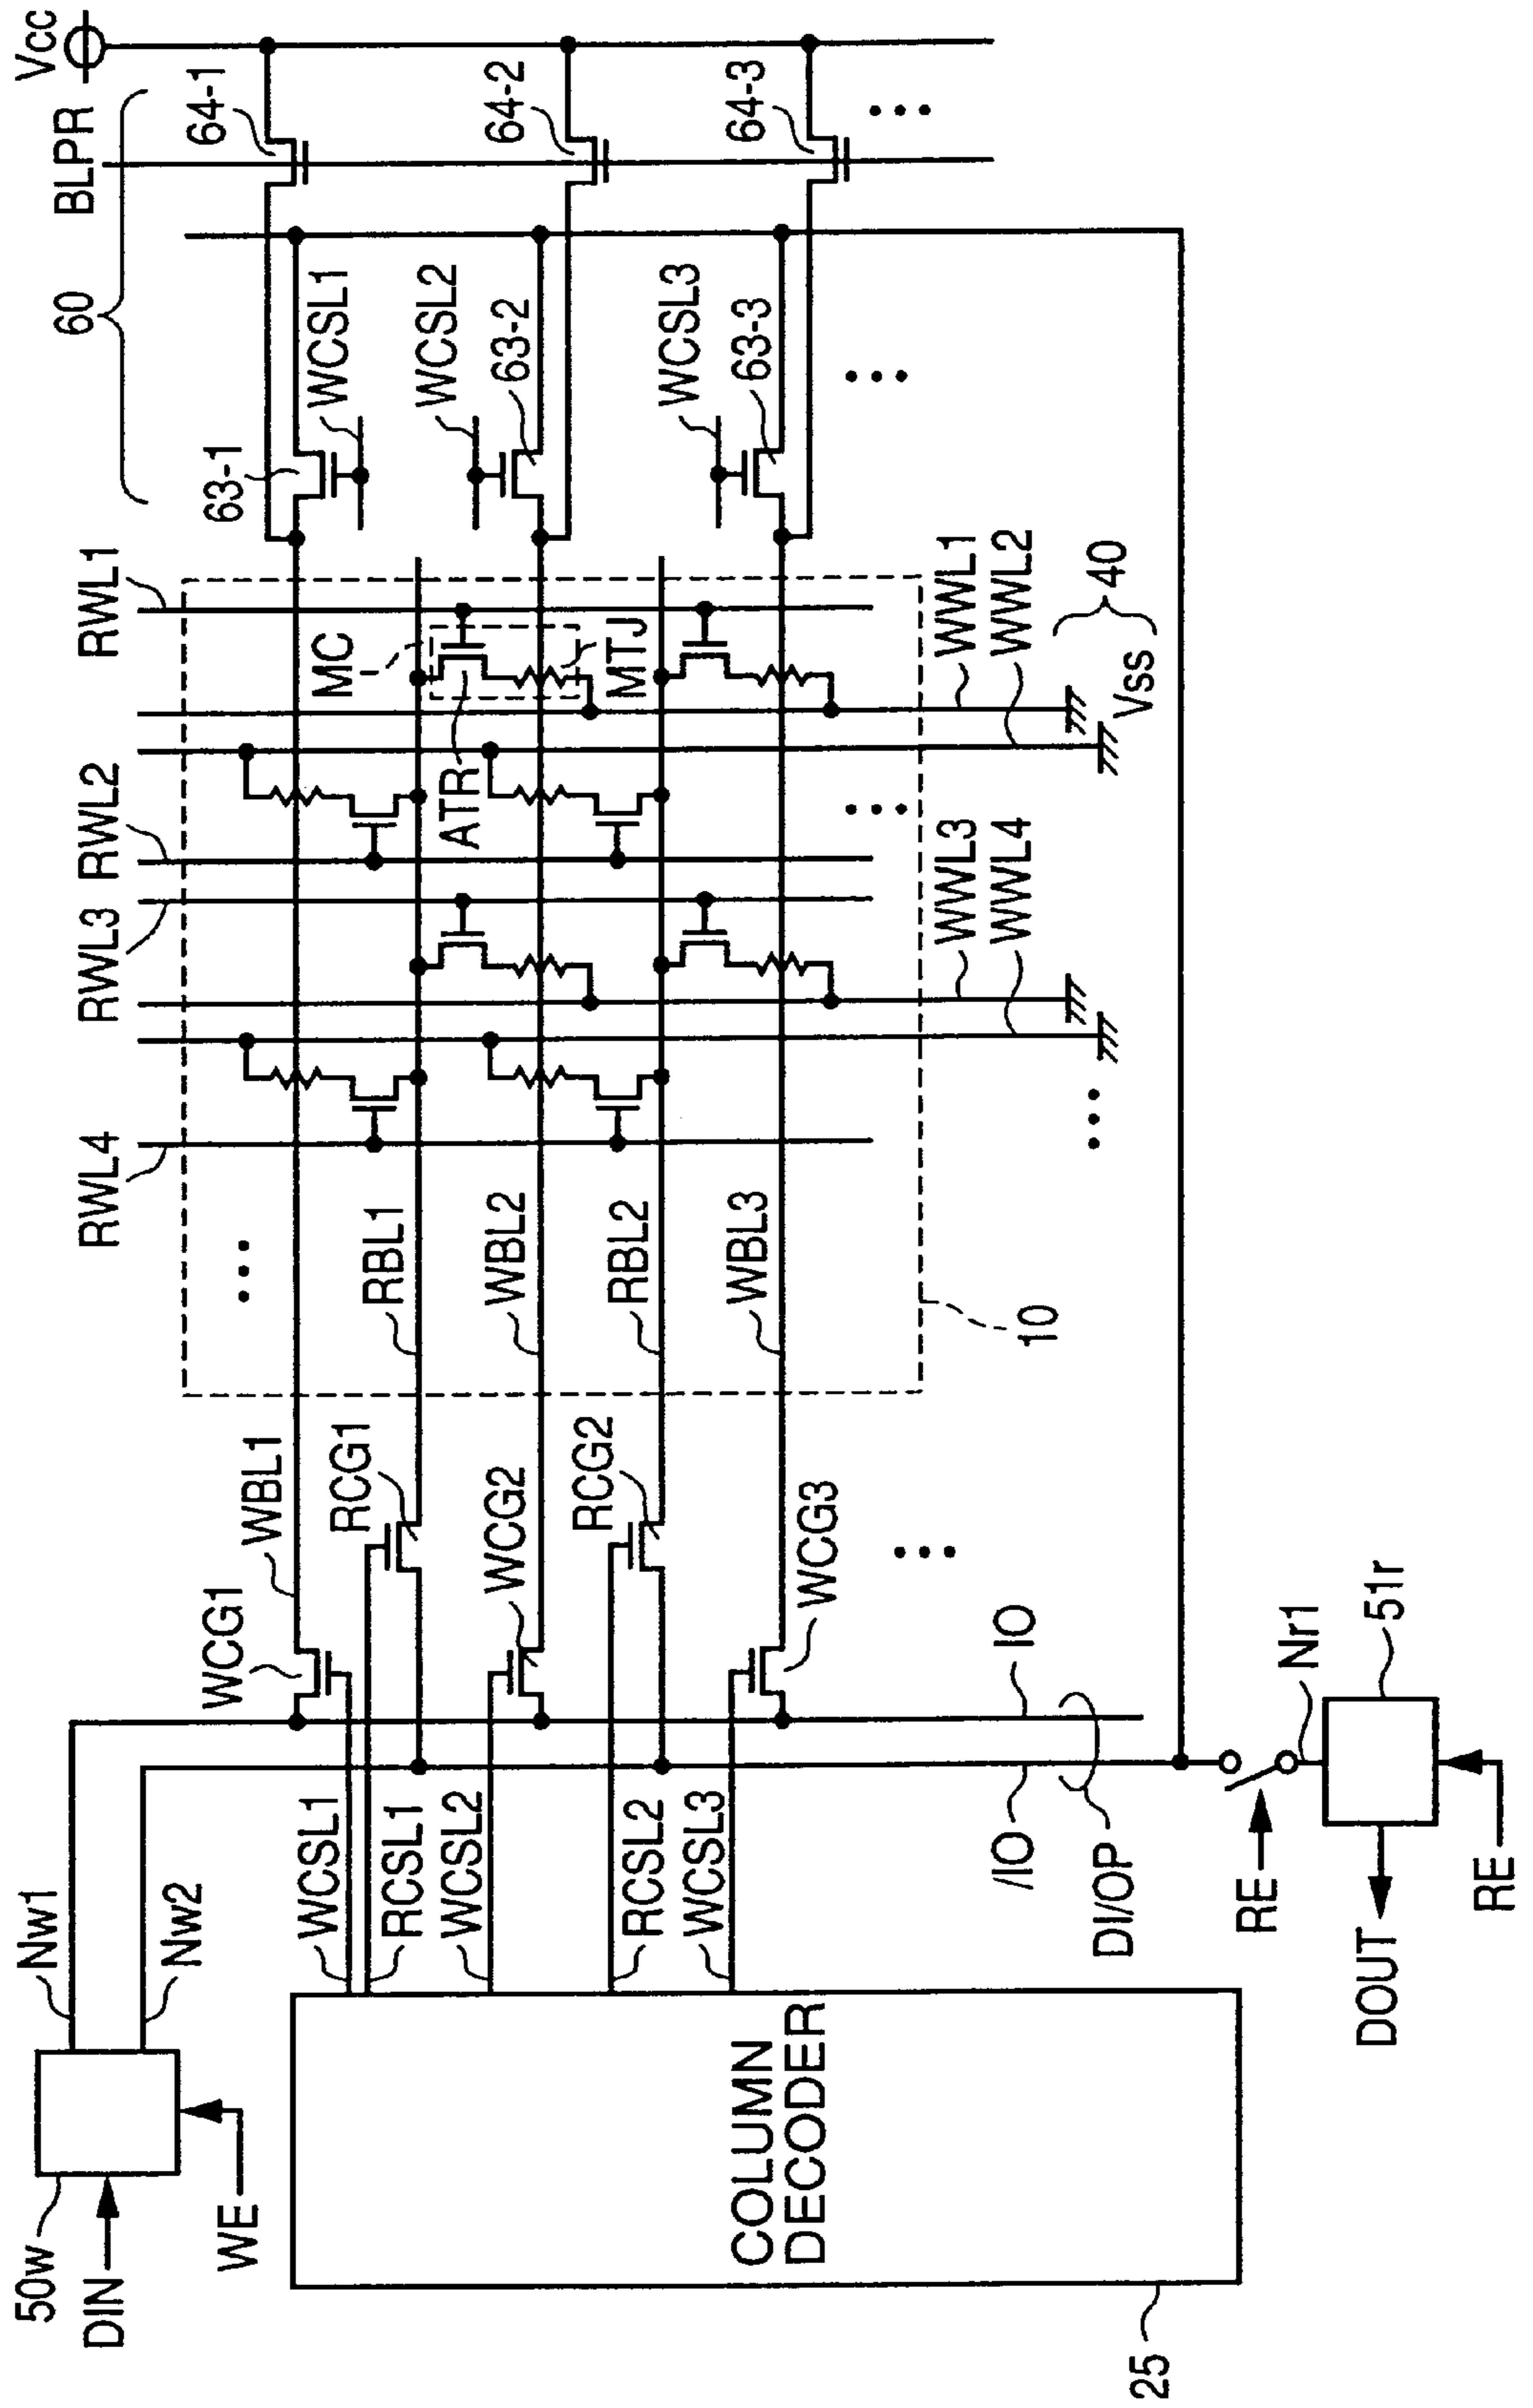 Vcc
BLPR
60
64-1
64-2
64-3
WCSL1
WCSL2
WCSL3
63-1
63-2
63-3
RWL1
RWL2
RWL3
RWL4
MC
ATR
MTJ
WWL1
WWL2
40
Vss
WWL3
WWL4
RBL1
WBL2
RBL2
WBL3
10
WBL1
RCG1
WCG2
RCG2
WCG3
WCG1
IO
/IO
DI/OP
Nr1
51r
RE
RE
DOUT
Nw1
Nw2
WCSL1
RCSL1
WCSL2
RCSL2
WCSL3
50w
DIN
WE
COLUMN
DECODER
25